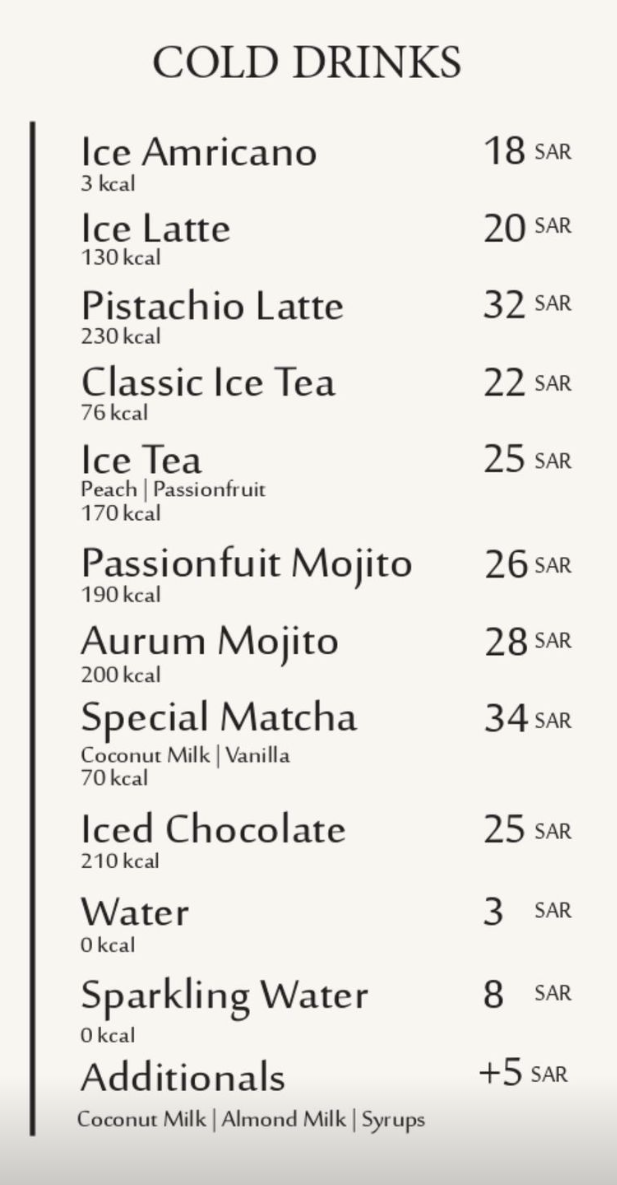 COLD DRINKS
Ice Amricano 18 SAR
3 kcal
Ice Latte 20 SAR
130 kcal
Pistachio Latte 32 SAR
230 kcal
Classic Ice Tea 22 SAR
76 kcal
Ice Tea 25 SAR
Peach | Passionfruit
170 kcal
Passionfuit Mojito 26 SAR
190 kcal
Aurum Mojito 28 SAR
200 kcal
Special Matcha 34 SAR
Coconut Milk | Vanilla
70 kcal
Iced Chocolate 25 SAR
210 kcal
Water 3 SAR
0 kcal
Sparkling Water 8 SAR
0 kcal
Additionals +5 SAR
Coconut Milk | Almond Milk | Syrups